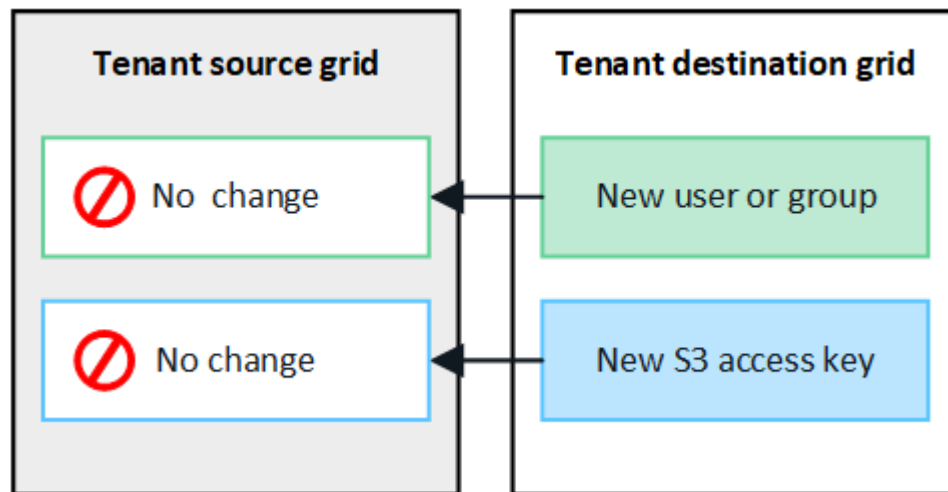 Tenant source grid
No change
No change
Tenant destination grid
New user or group
New S3 access key